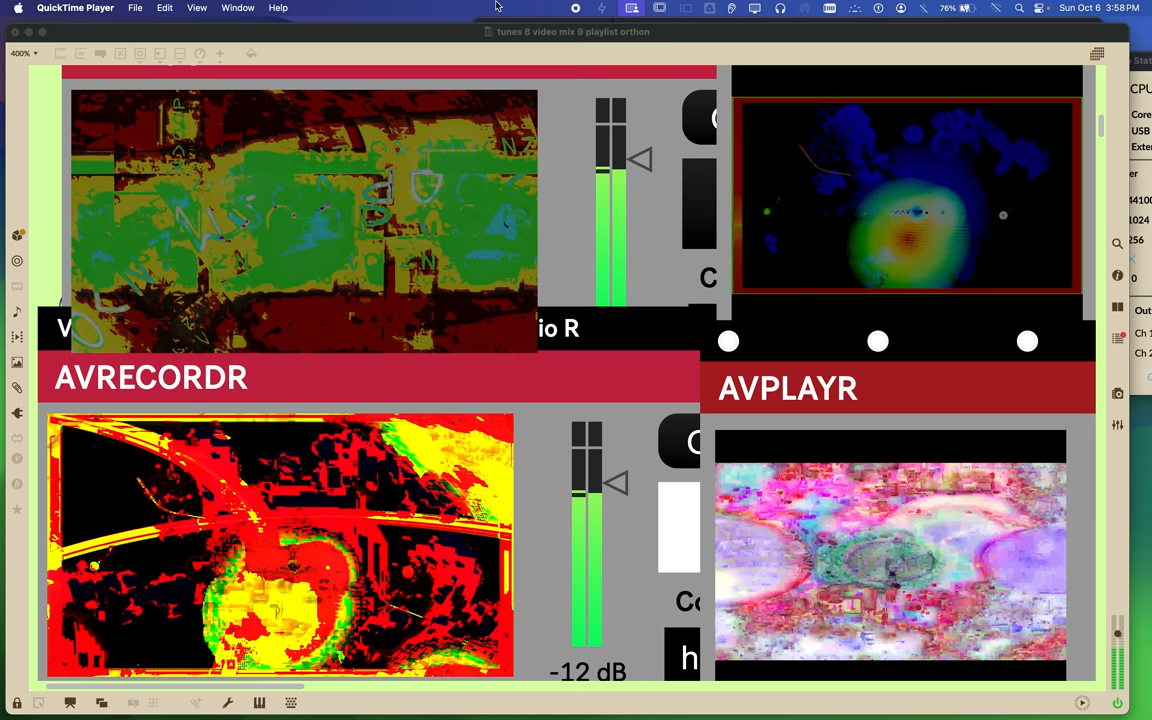 QuickTime Player File Edit View Window Help 76% Sun Oct 6 3:58 PM
tunes 8 video mix 9 playlist orthon
400%
Stat
CPU
Core
USB
Exter
er
44100
1024
256
0
Out
Ch 1
Ch 2
C
V
io R
AVRECORDR
AVPLAYR
Co
-12 dB
h